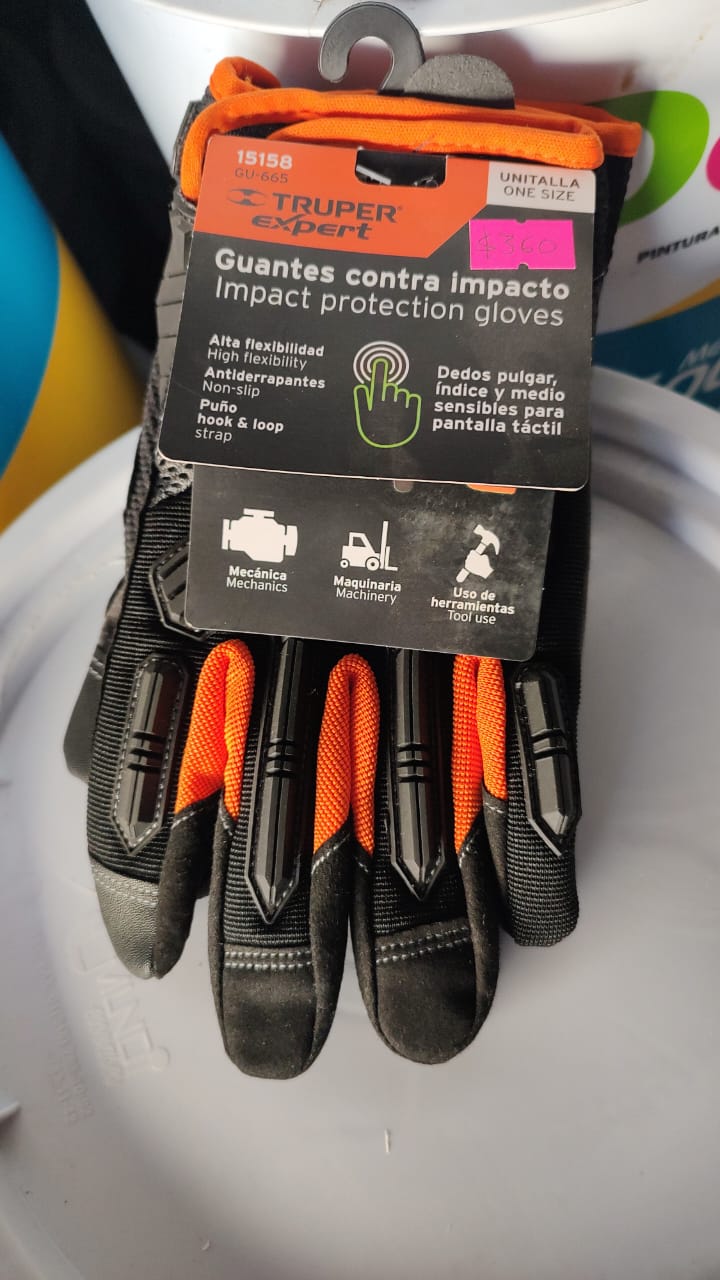 15158
GU-665
TRUPER®
expert
UNITALLA
ONE SIZE
$360
Guantes contra impacto
Impact protection gloves
Alta flexibilidad
High flexibility
Antiderrapantes
Non-slip
Puño
hook & loop
strap
Dedos pulgar,
índice y medio
sensibles para
pantalla táctil
Mecánica
Mechanics
Maquinaria
Machinery
Uso de
herramientas
Tool use
PINTURA